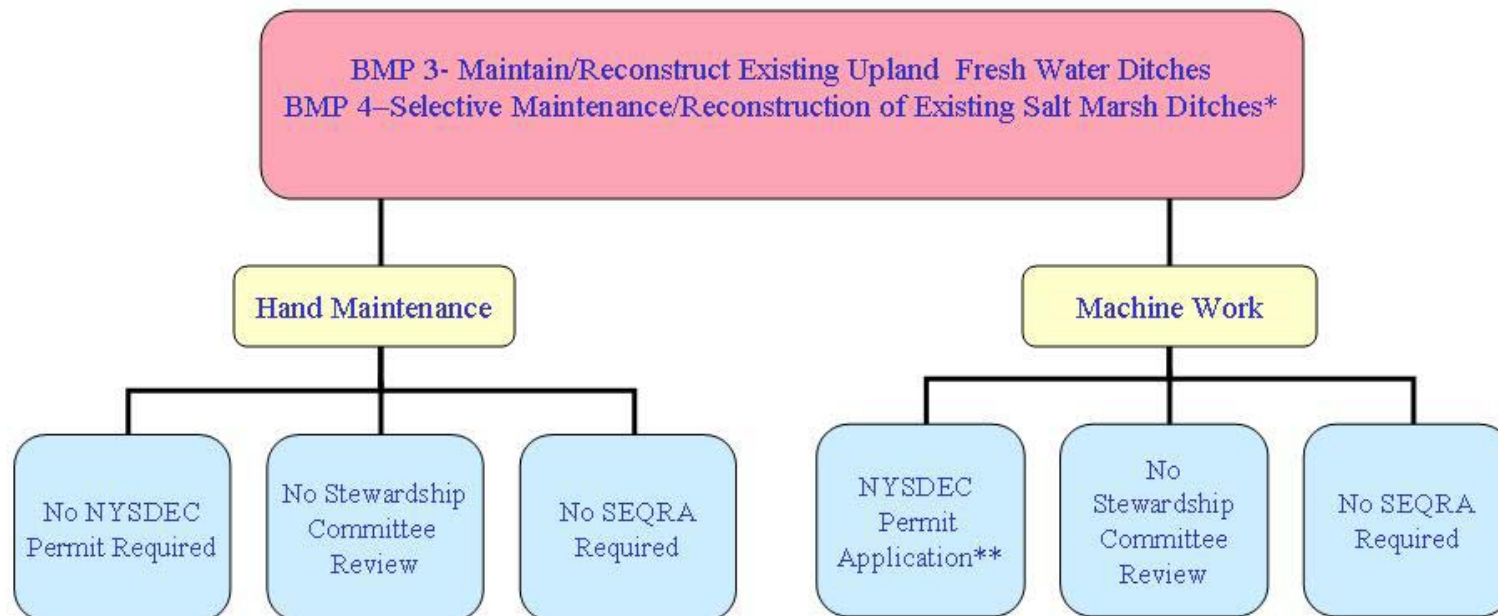 BMP 3- Maintain/Reconstruct Existing Upland Fresh Water Ditches
BMP 4–Selective Maintenance/Reconstruction of Existing Salt Marsh Ditches*
Hand Maintenance
Machine Work
No NYSDEC
Permit Required
No Stewardship
Committee
Review
No SEQRA
Required
NYSDEC
Permit
Application**
No
Stewardship
Committee
Review
No SEQRA
Required